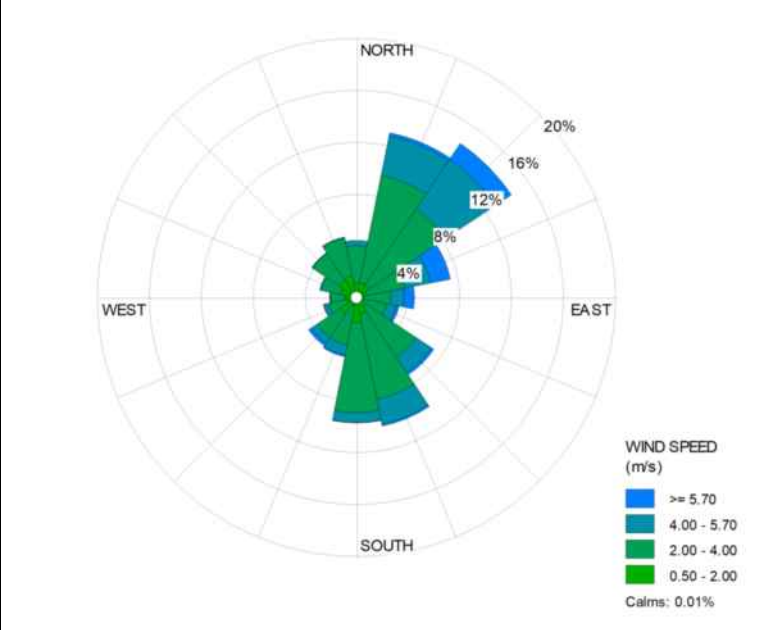 NORTH
20%
16%
12%
8%
4%
WEST
EAST
SOUTH
WIND SPEED
(m/s)
>= 5.70
4.00 - 5.70
2.00 - 4.00
0.50 - 2.00
Calms: 0.01%